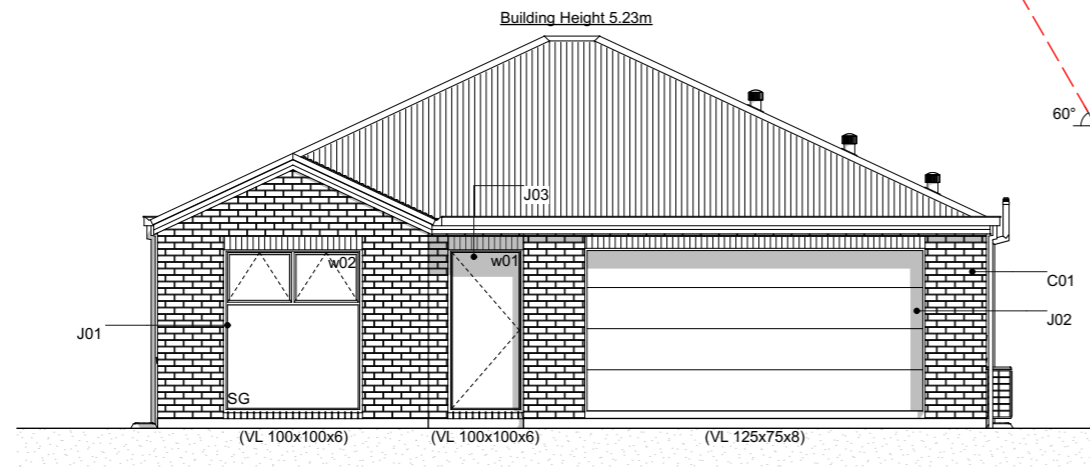 Building Height 5.23m
60°
J03
w02
w01
C01
J02
J01
SG
(VL 100x100x6)
(VL 100x100x6)
(VL 125x75x8)